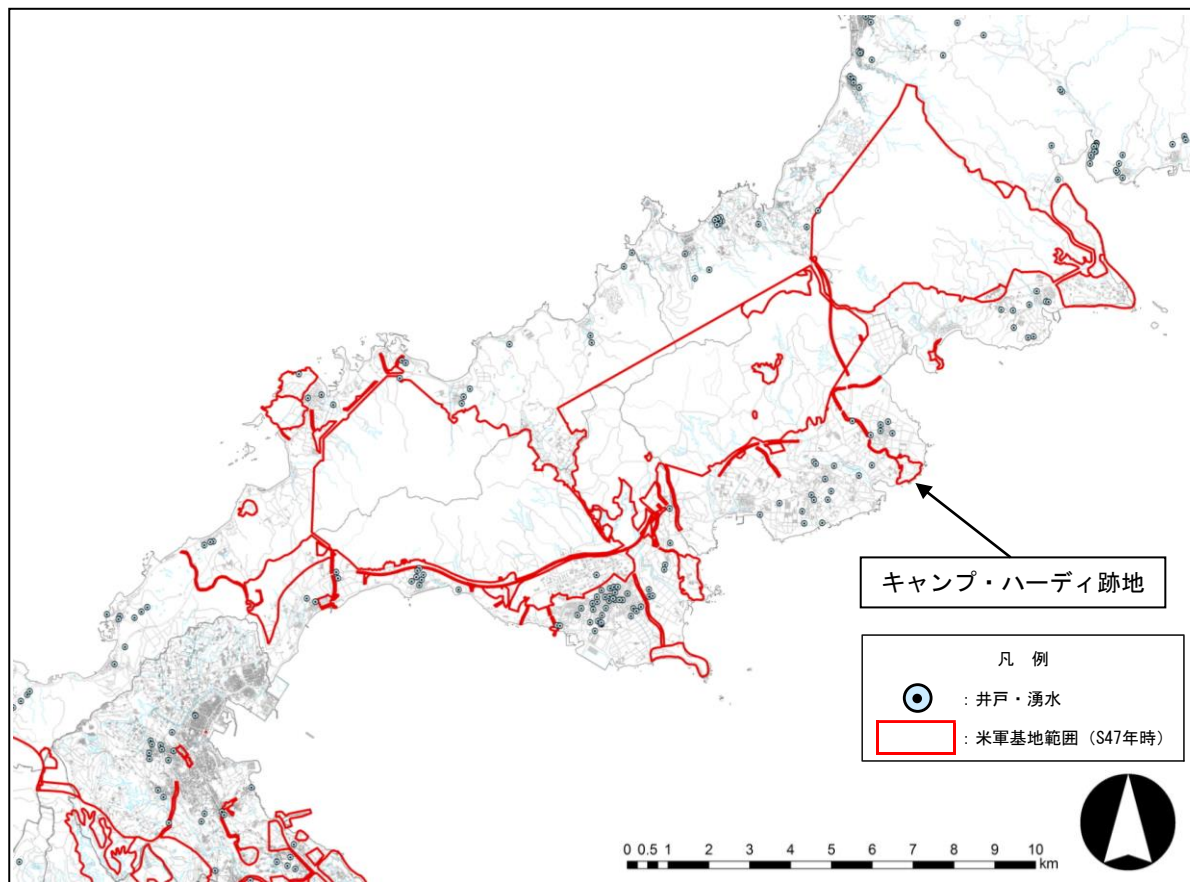 キャンプ・ハーディ跡地
凡 例
：井戸・湧水
：米軍基地範囲（S47年時）
0 0.5 1 2 3 4 5 6 7 8 9 10
km